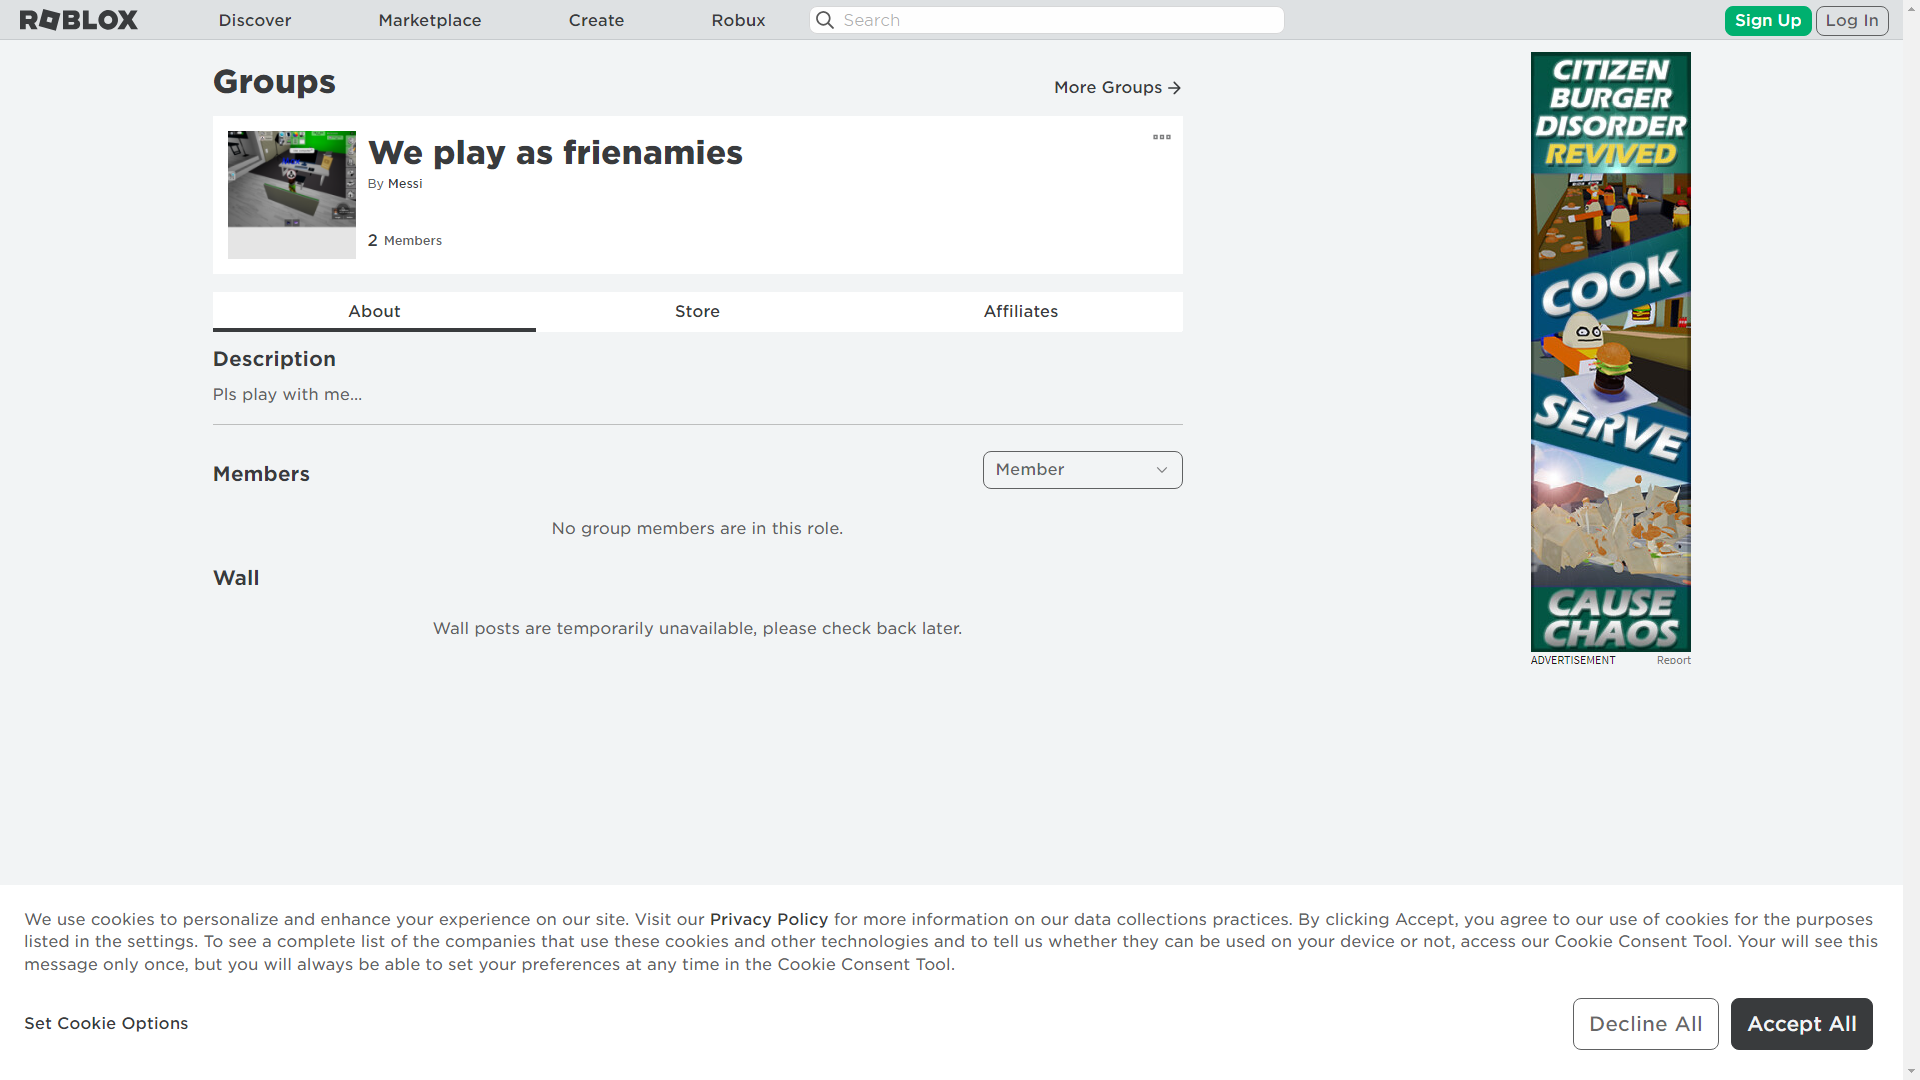 ROBLOX
Discover
Marketplace
Create
Robux
Search
Sign Up
Log In
Groups
More Groups
We play as frienamies
By Messi
2 Members
About
Store
Affiliates
Description
Pls play with me...
Members
Member
No group members are in this role.
Wall
Wall posts are temporarily unavailable, please check back later.
CITIZEN
BURGER
DISORDER
REVIVED
COOK
SERVE
CAUSE
CHAOS
ADVERTISEMENT
Report
We use cookies to personalize and enhance your experience on our site. Visit our Privacy Policy for more information on our data collections practices. By clicking Accept, you agree to our use of cookies for the purposes
listed in the settings. To see a complete list of the companies that use these cookies and other technologies and to tell us whether they can be used on your device or not, access our Cookie Consent Tool. Your will see this
message only once, but you will always be able to set your preferences at any time in the Cookie Consent Tool.
Set Cookie Options
Decline All
Accept All